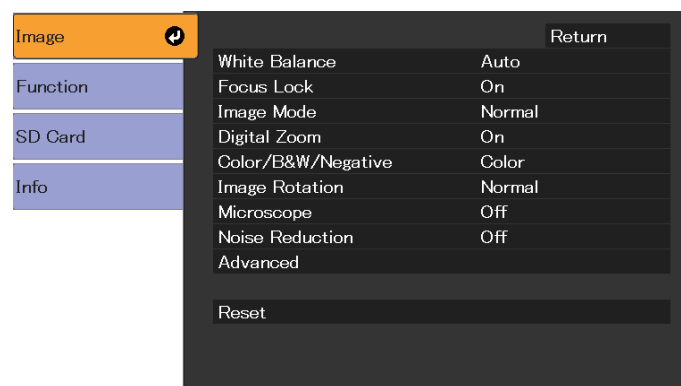 Image
Function
SD Card
Info
Return
White Balance Auto
Focus Lock On
Image Mode Normal
Digital Zoom On
Color/B&W/Negative Color
Image Rotation Normal
Microscope Off
Noise Reduction Off
Advanced
Reset